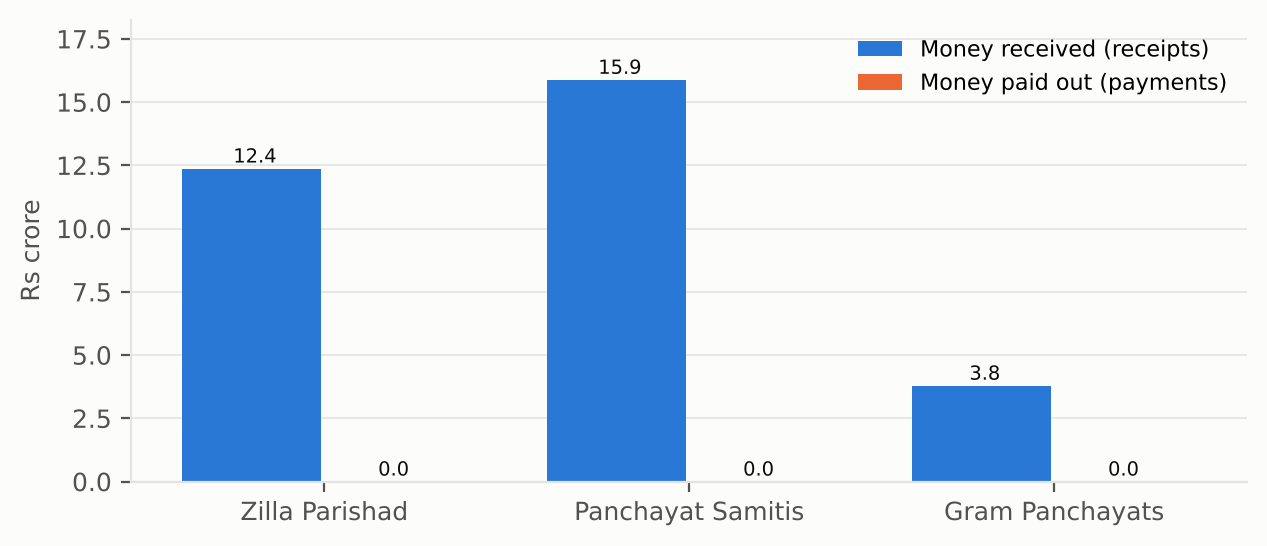 17.5
15.0
12.5
10.0
7.5
5.0
2.5
0.0
Rs crore
Money received (receipts)
Money paid out (payments)
12.4
0.0
15.9
0.0
3.8
0.0
Zilla Parishad
Panchayat Samitis
Gram Panchayats